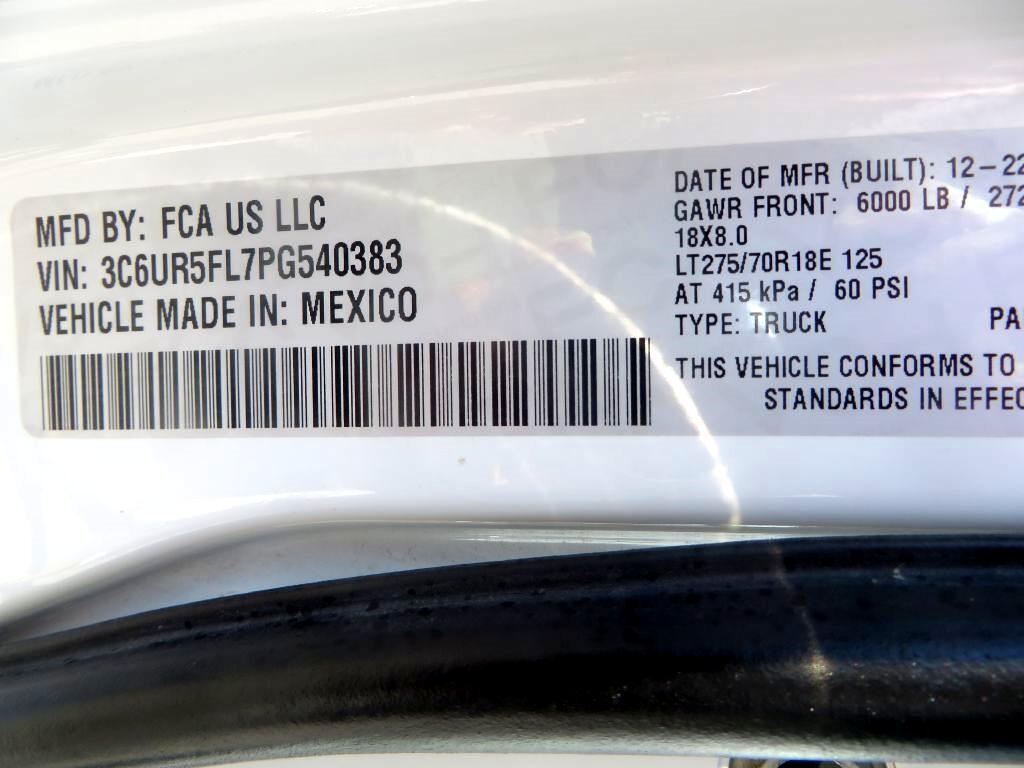 MFD BY: FCA US LLC
VIN: 3C6UR5FL7PG540383
VEHICLE MADE IN: MEXICO
DATE OF MFR (BUILT): 12-22
GAWR FRONT: 6000 LB / 272
18X8.0
LT275/70R18E 125
AT 415 kPa / 60 PSI
TYPE: TRUCK PA
THIS VEHICLE CONFORMS TO
STANDARDS IN EFFEC